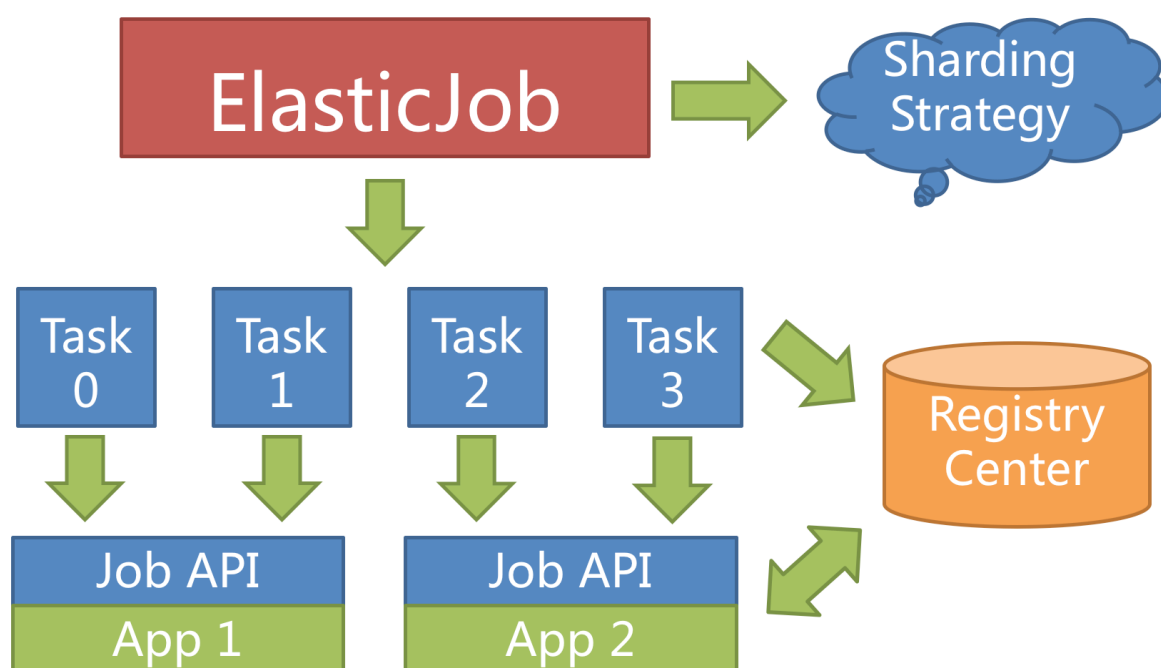 ElasticJob
Sharding
Strategy
Task
0
Task
1
Task
2
Task
3
Registry
Center
Job API
App 1
Job API
App 2